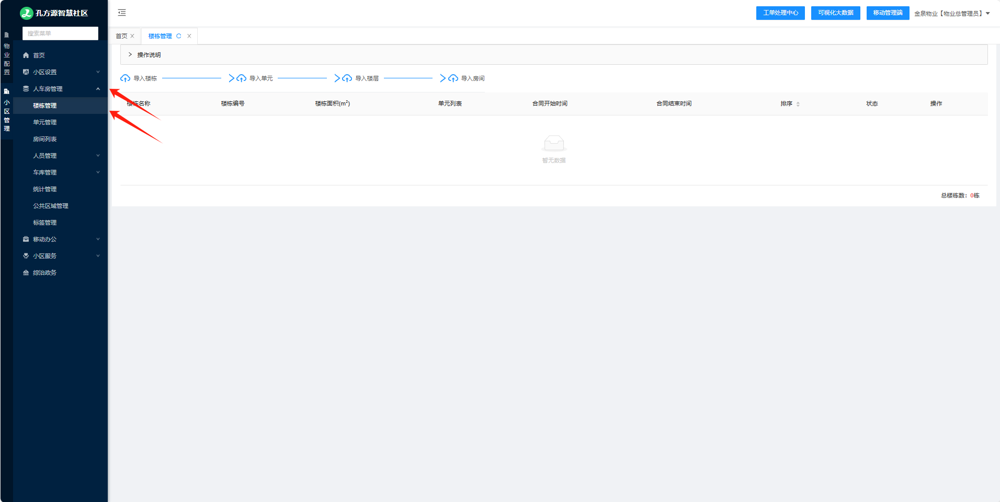 孔方源智慧社区
搜索菜单
物业配置
小区管理
首页
小区设置
人车房管理
楼栋管理
单元管理
房间列表
人员管理
车库管理
统计管理
公共区域管理
标签管理
移动办公
小区服务
综治政务
工单处理中心 可视化大数据 移动管理端 金泉物业【物业总管理员】
首页 楼栋管理
操作说明
导入楼栋 导入单元 导入楼层 导入房间
楼栋名称 楼栋编号 楼栋面积(m²) 单元列表 合同开始时间 合同结束时间 排序 状态 操作
暂无数据
总楼栋数：0栋